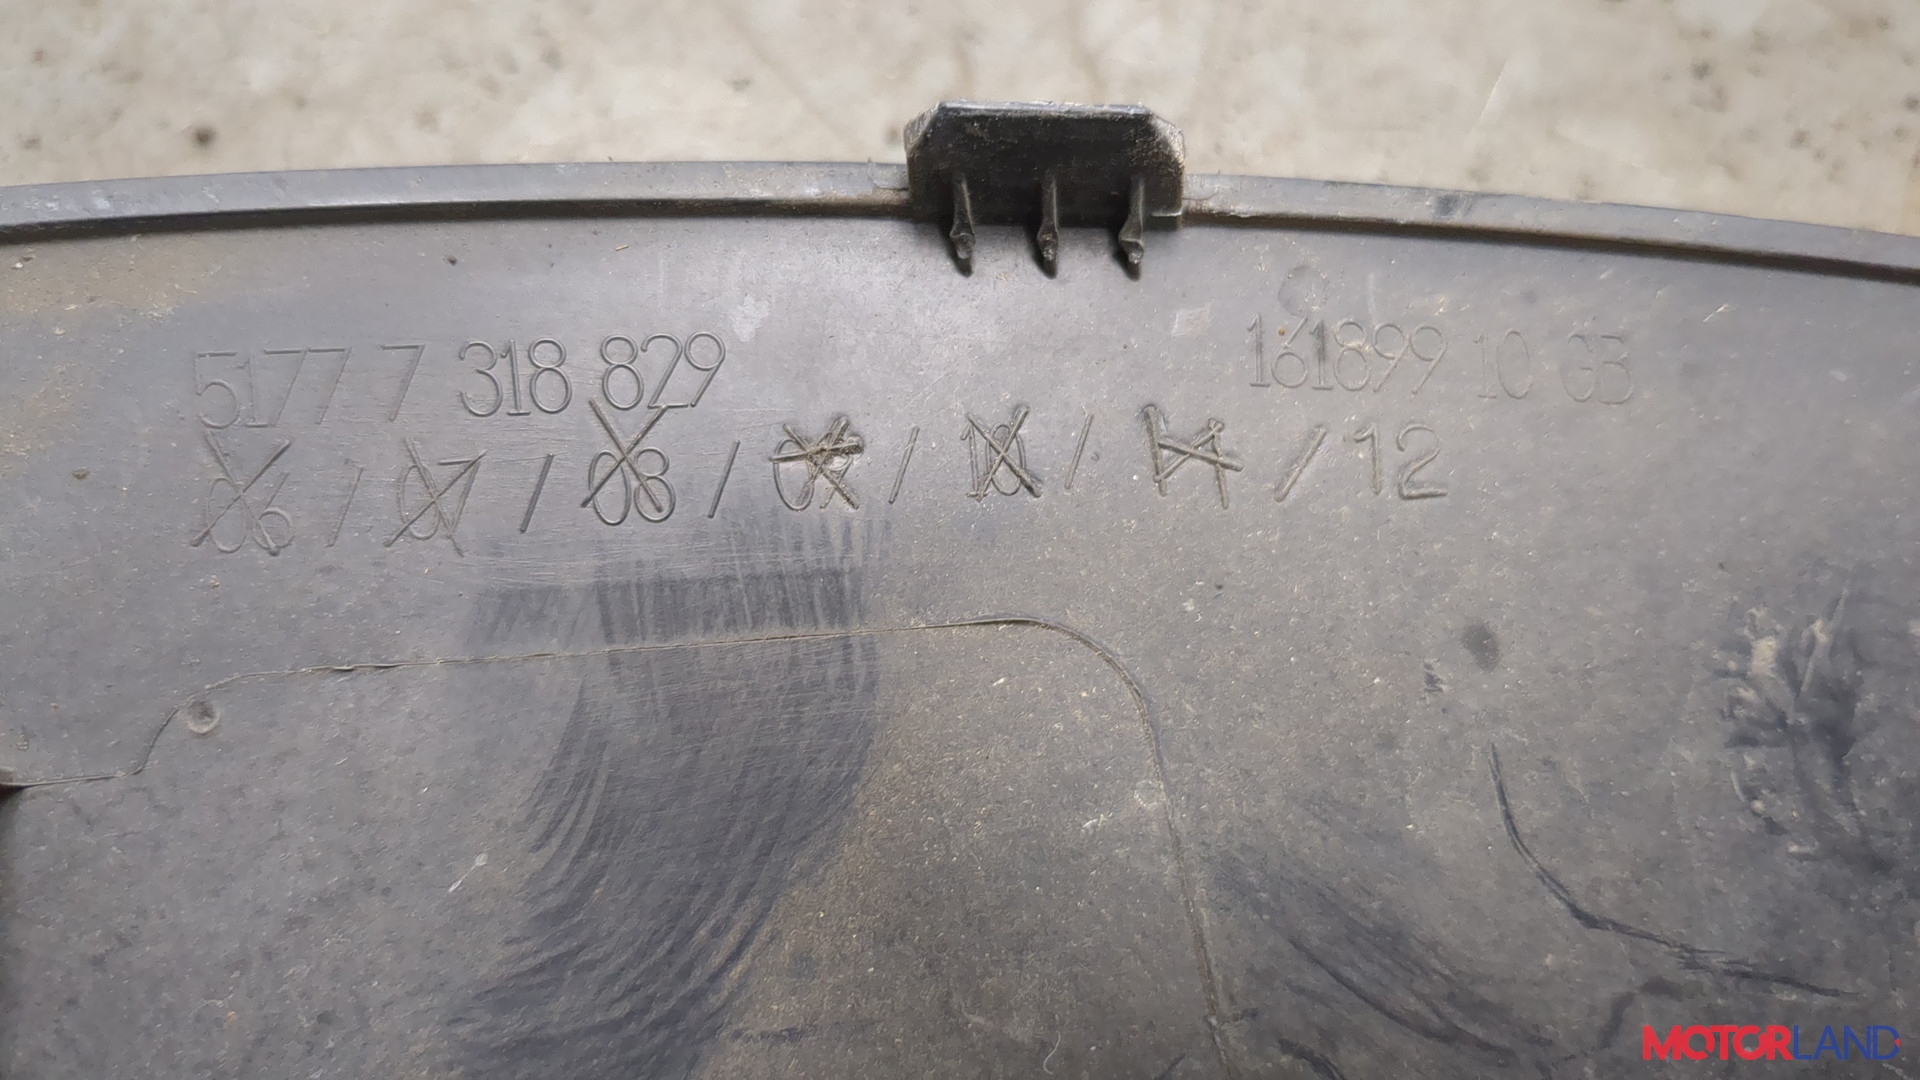 5177 7 318 829 161899 10 GB
06 / 07 / 08 / 09 / 10 / 11 / 12
MOTORLAND